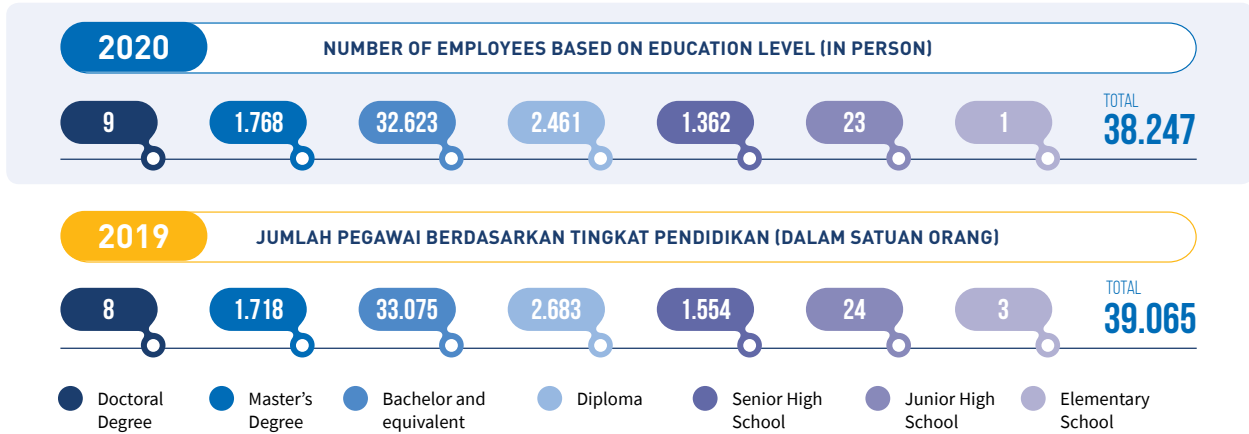 2020
NUMBER OF EMPLOYEES BASED ON EDUCATION LEVEL (IN PERSON)
9
1.768
32.623
2.461
1.362
23
1
TOTAL
38.247
2019
JUMLAH PEGAWAI BERDASARKAN TINGKAT PENDIDIKAN (DALAM SATUAN ORANG)
8
1.718
33.075
2.683
1.554
24
3
TOTAL
39.065
Doctoral
Degree
Master's
Degree
Bachelor and
equivalent
Diploma
Senior High
School
Junior High
School
Elementary
School